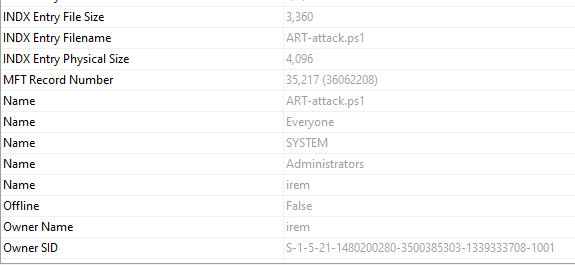 INDX Entry File Size 3,360
INDX Entry Filename ART-attack.ps1
INDX Entry Physical Size 4,096
MFT Record Number 35,217 (36062208)
Name ART-attack.ps1
Name Everyone
Name SYSTEM
Name Administrators
Name irem
Offline False
Owner Name irem
Owner SID S-1-5-21-1480200280-3500385303-1339333708-1001